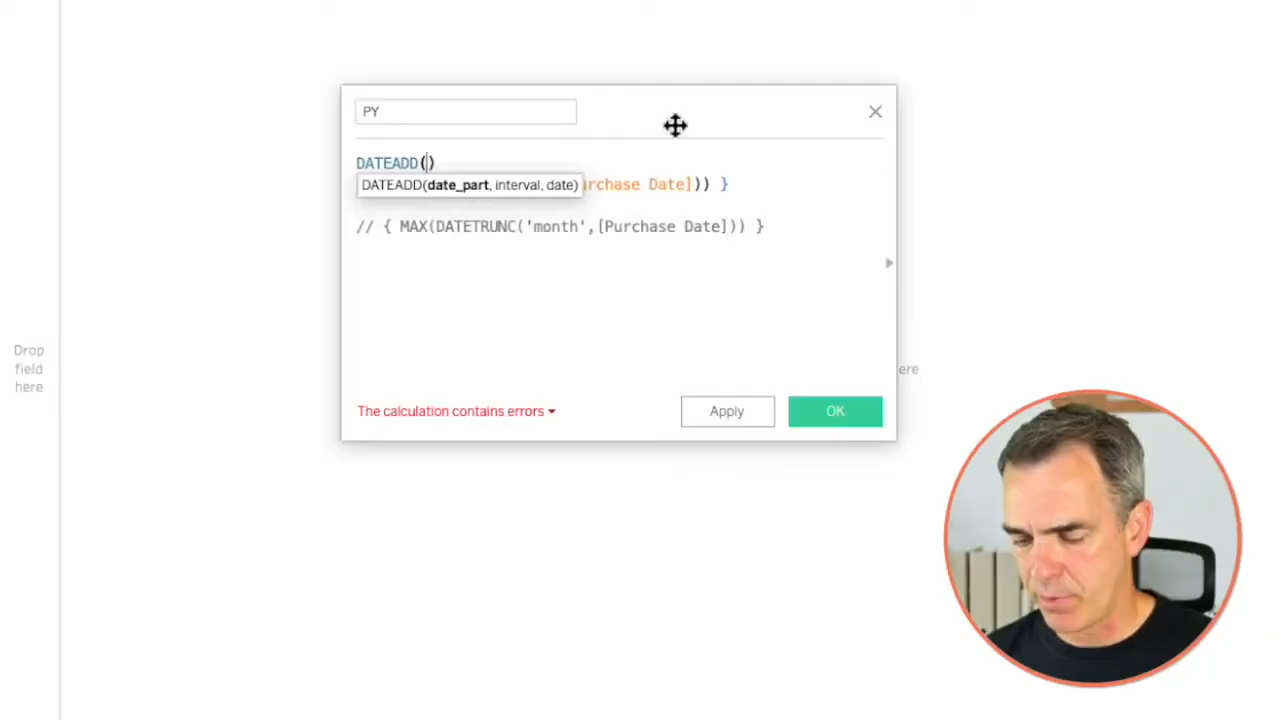 PY
DATEADD()
DATEADD(date_part, interval, date)
urchase Date])) }
// { MAX(DATETRUNC('month',[Purchase Date])) }
Drop
field
here
ere
The calculation contains errors
Apply
OK